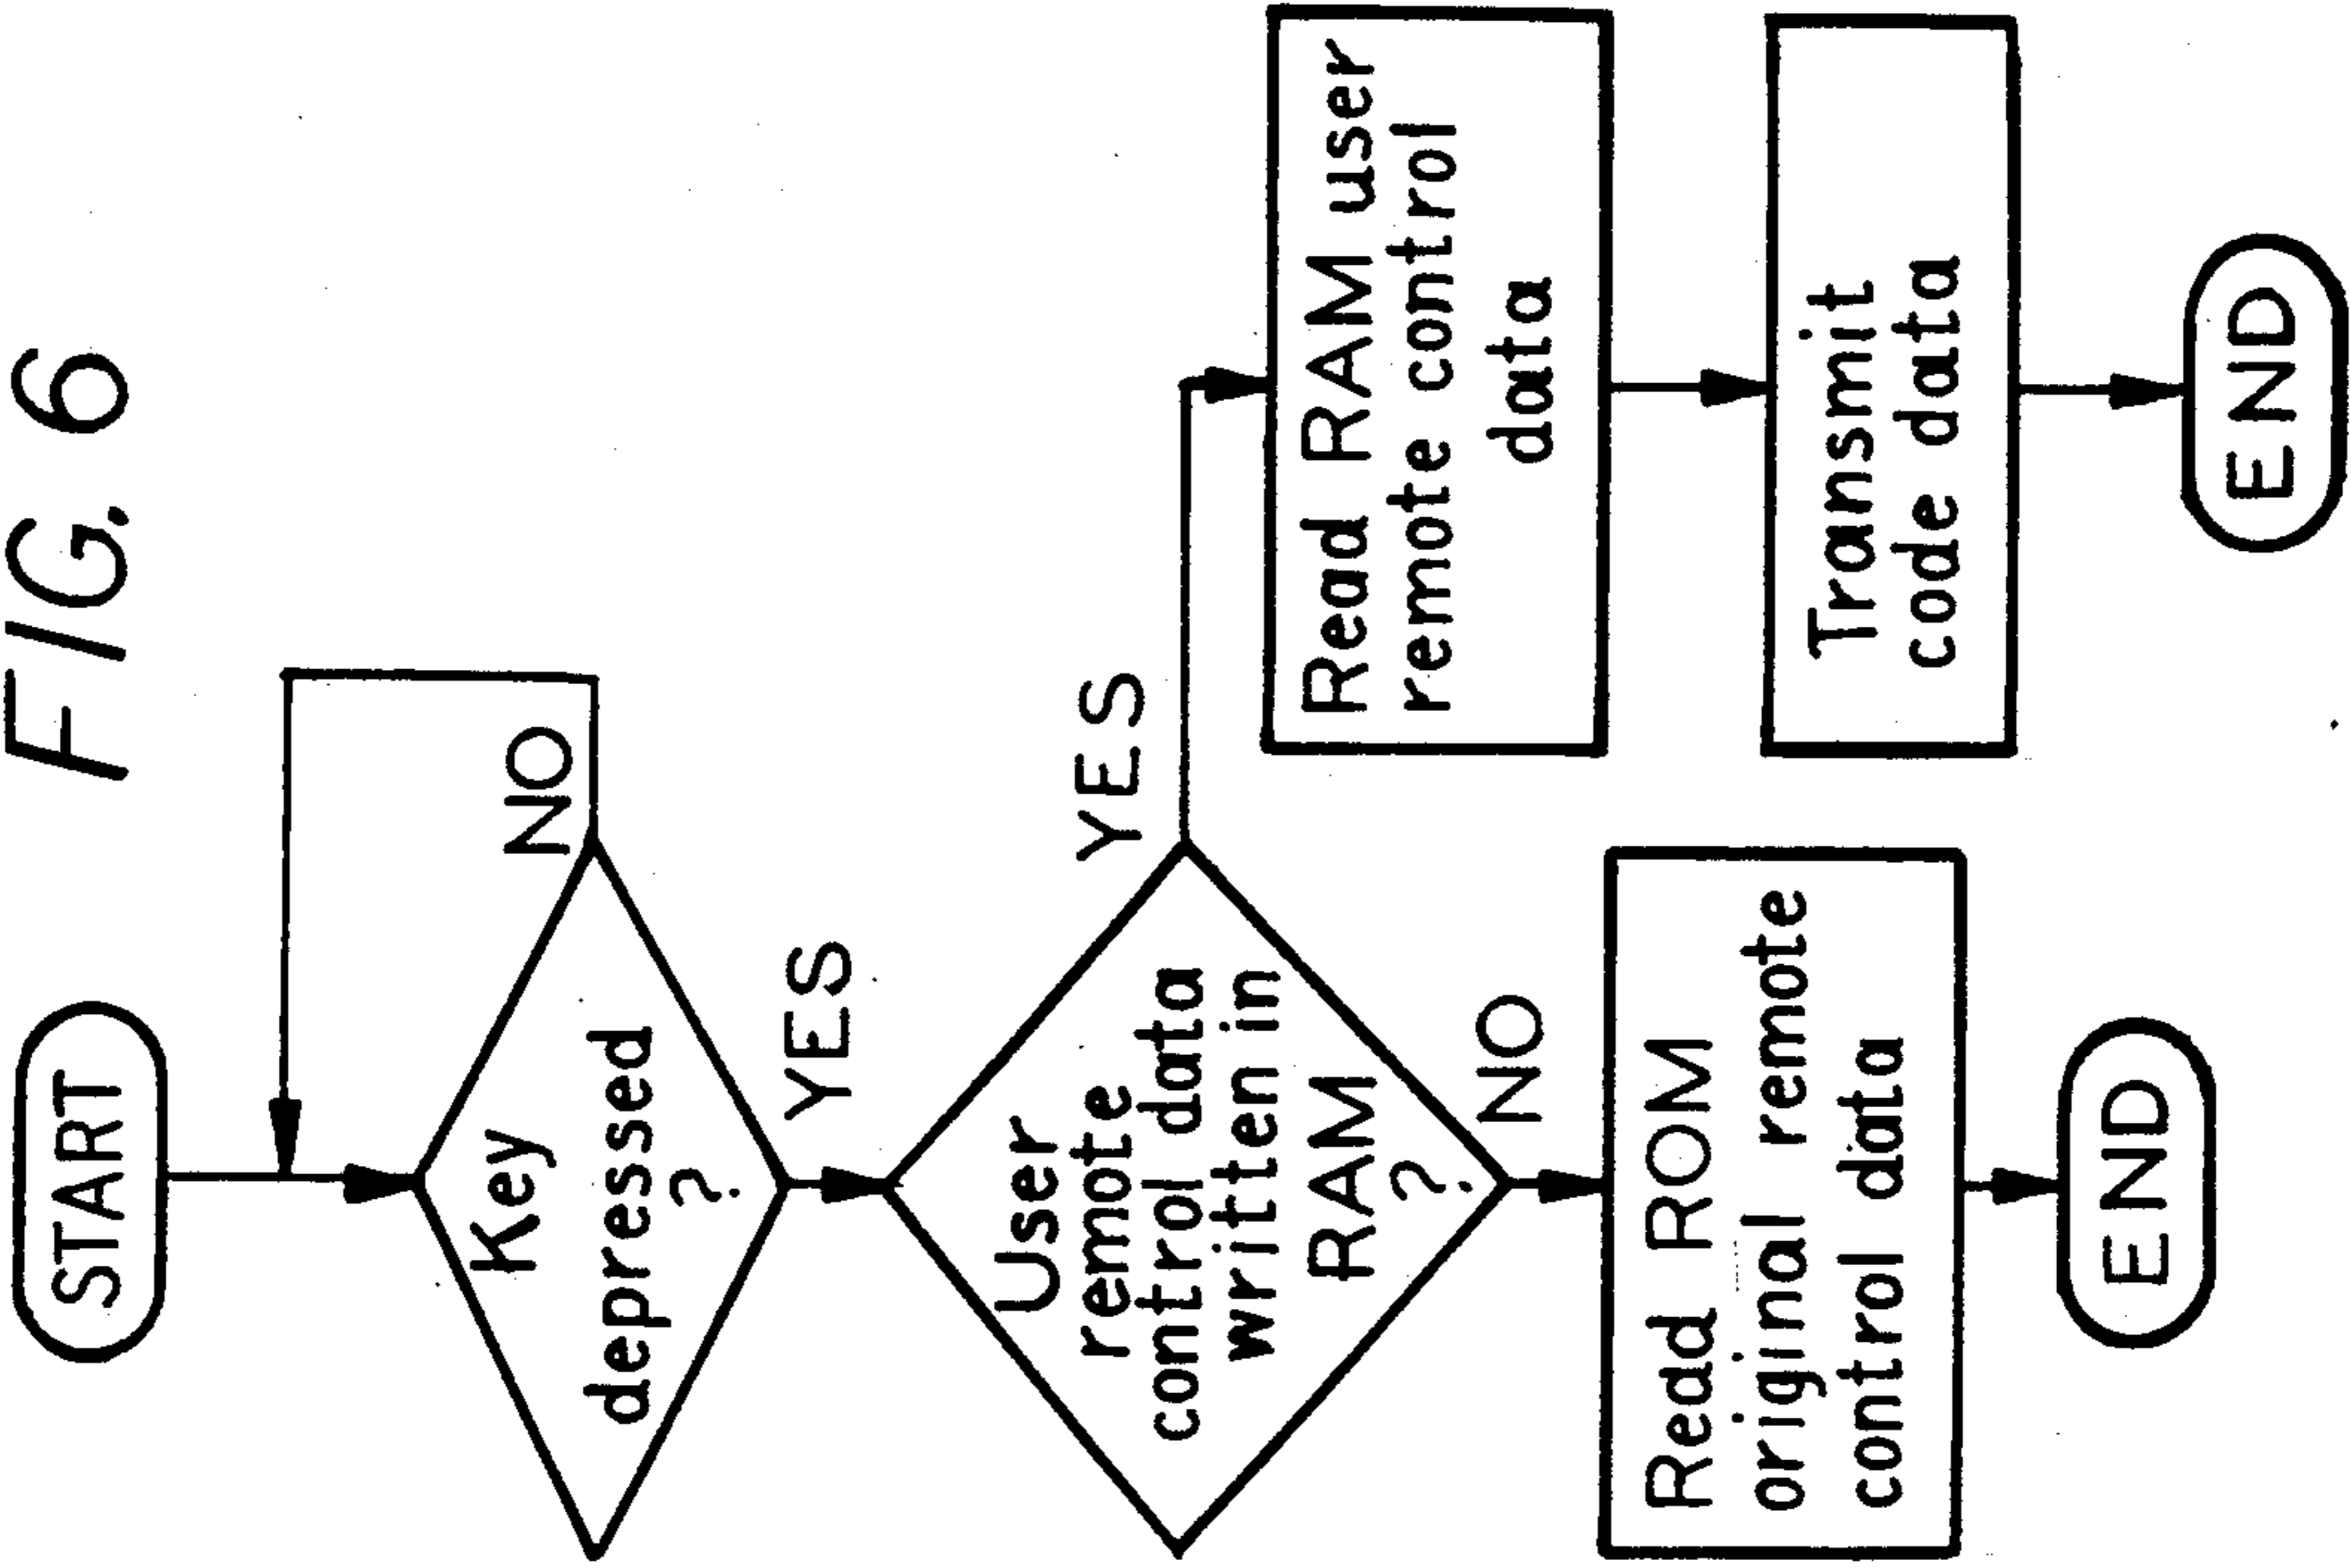 FIG. 6
START
Key
depressed
?
NO
YES
User
remote
control data
written in
RAM
?
YES
NO
Read RAM user
remote control
data
Transmit
code data
END
Read ROM
original remote
control data
END